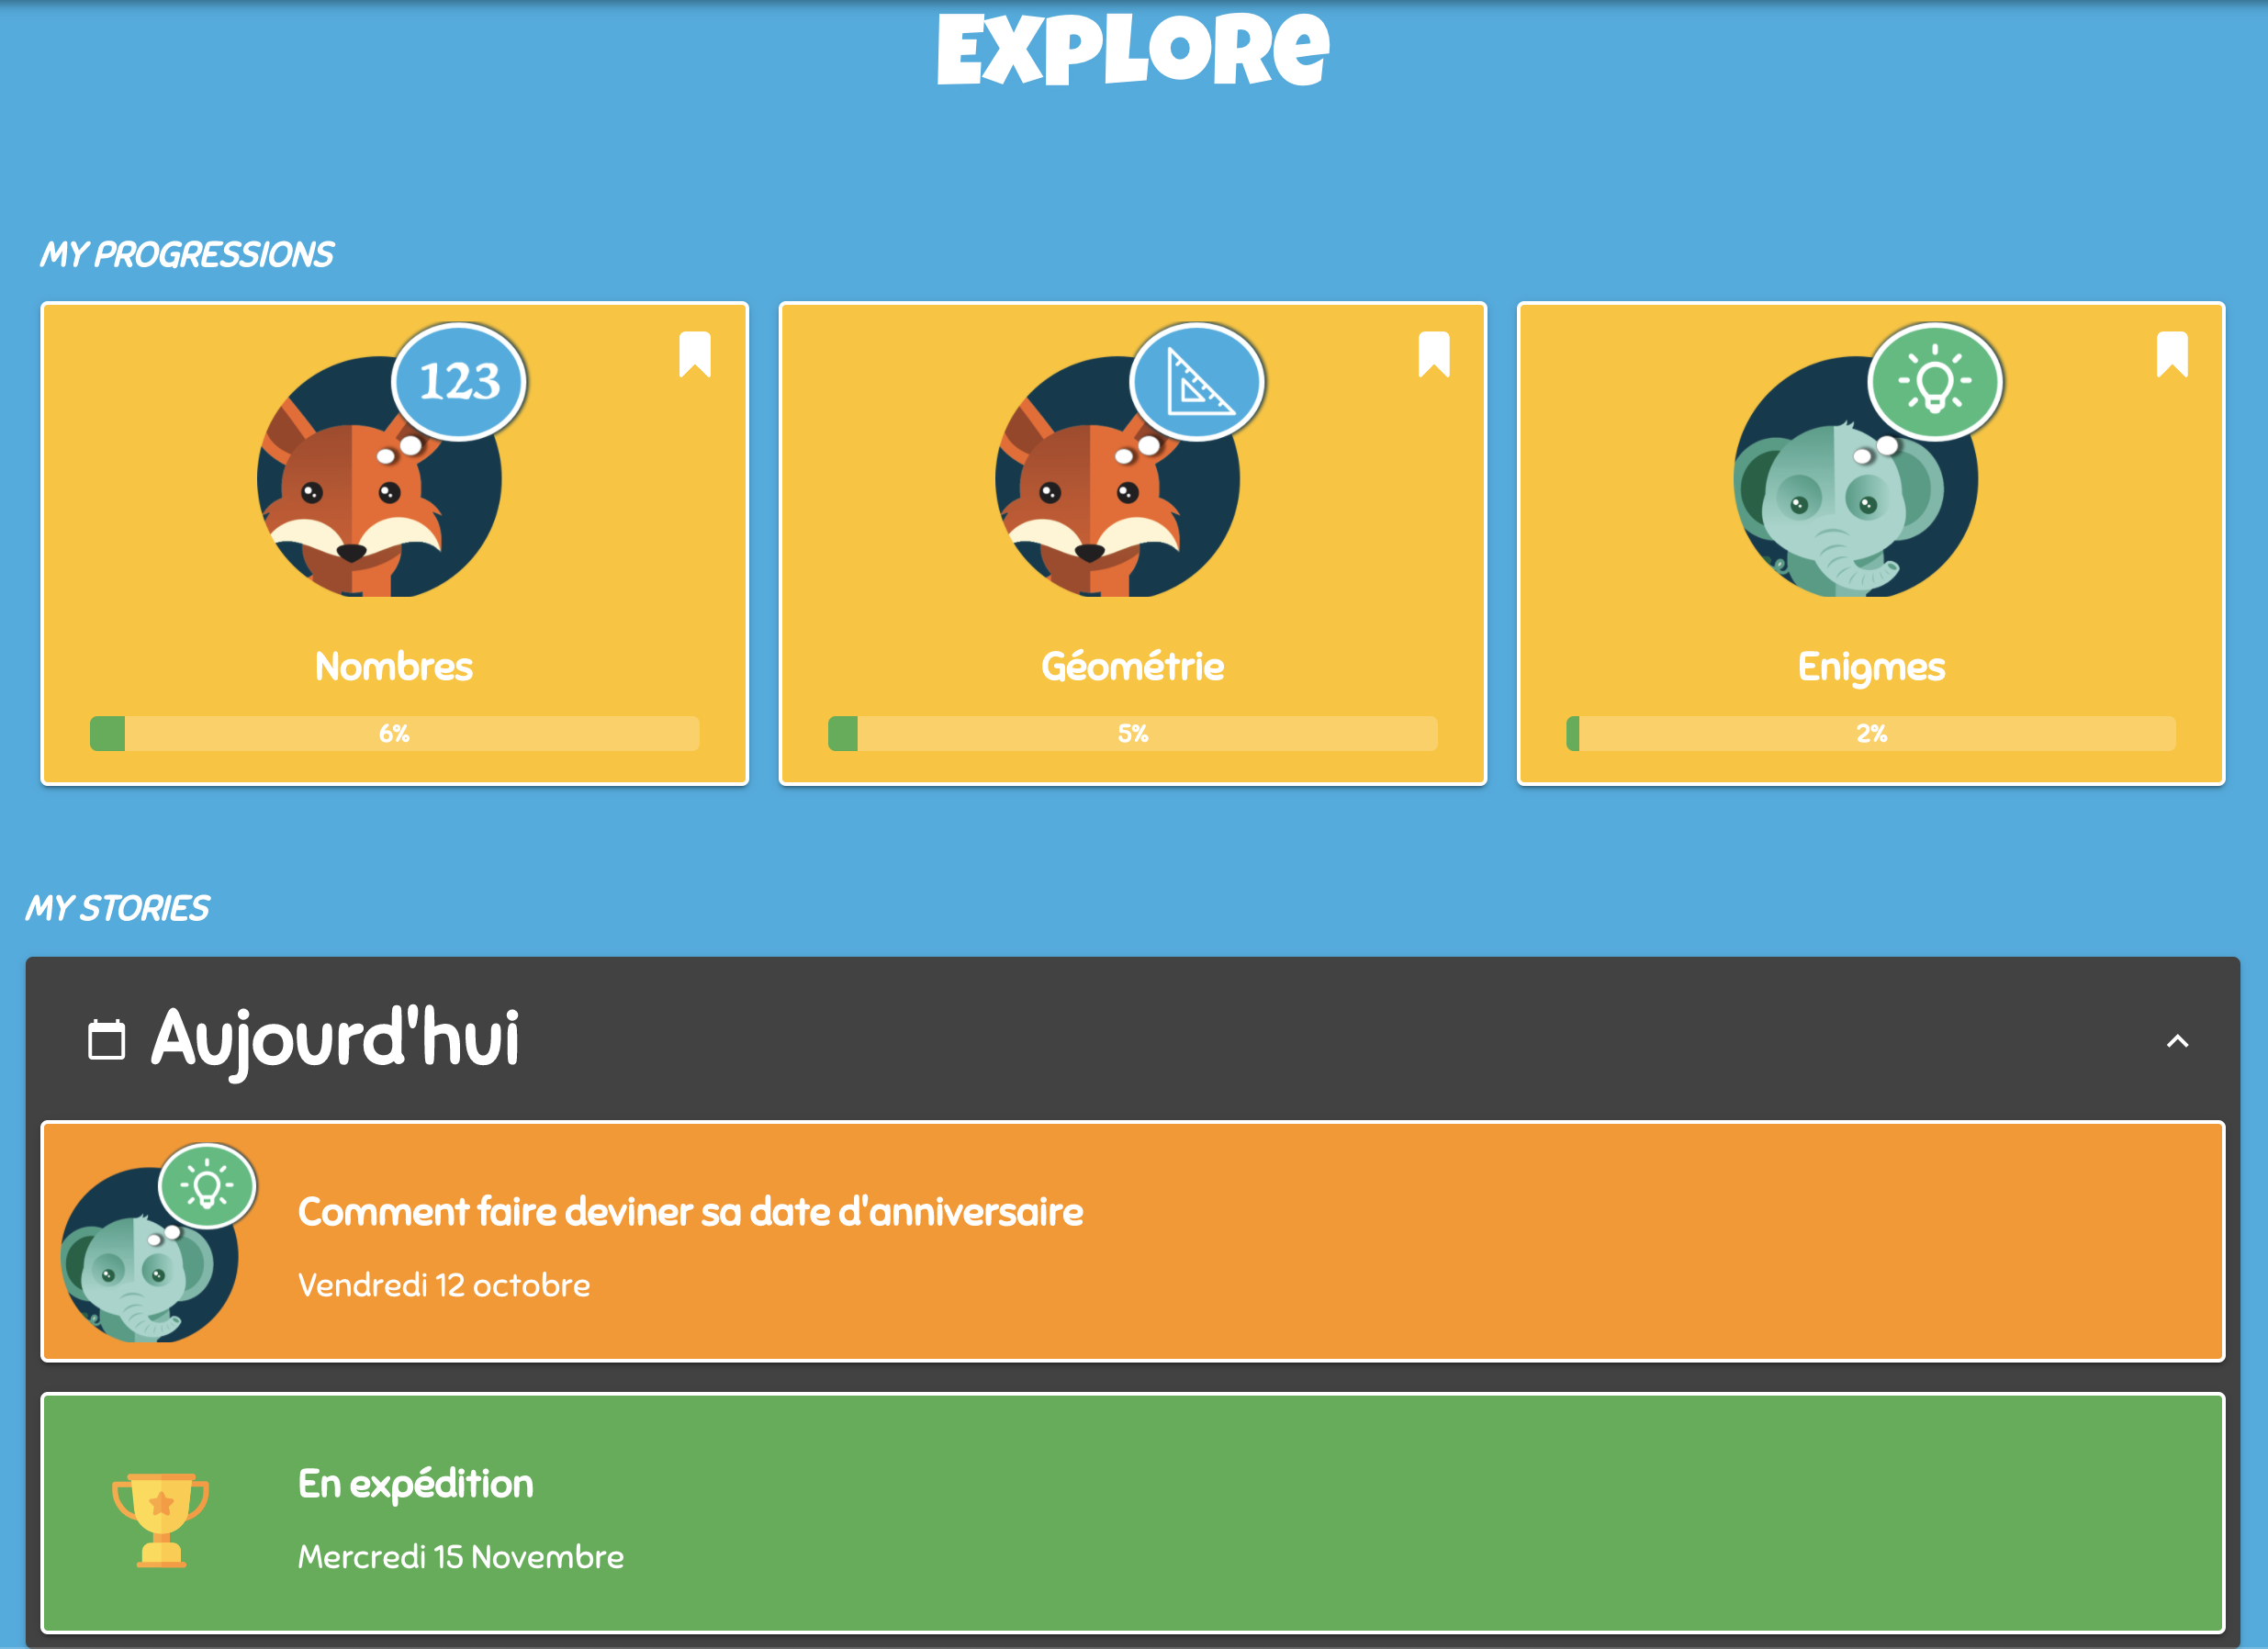 EXPLORe
MY PROGRESSIONS
123
Nombres
6%
Géométrie
5%
Enigmes
2%
MY STORIES
Aujourd'hui
Comment faire deviner sa date d'anniversaire
Vendredi 12 octobre
En expédition
Mercredi 15 Novembre